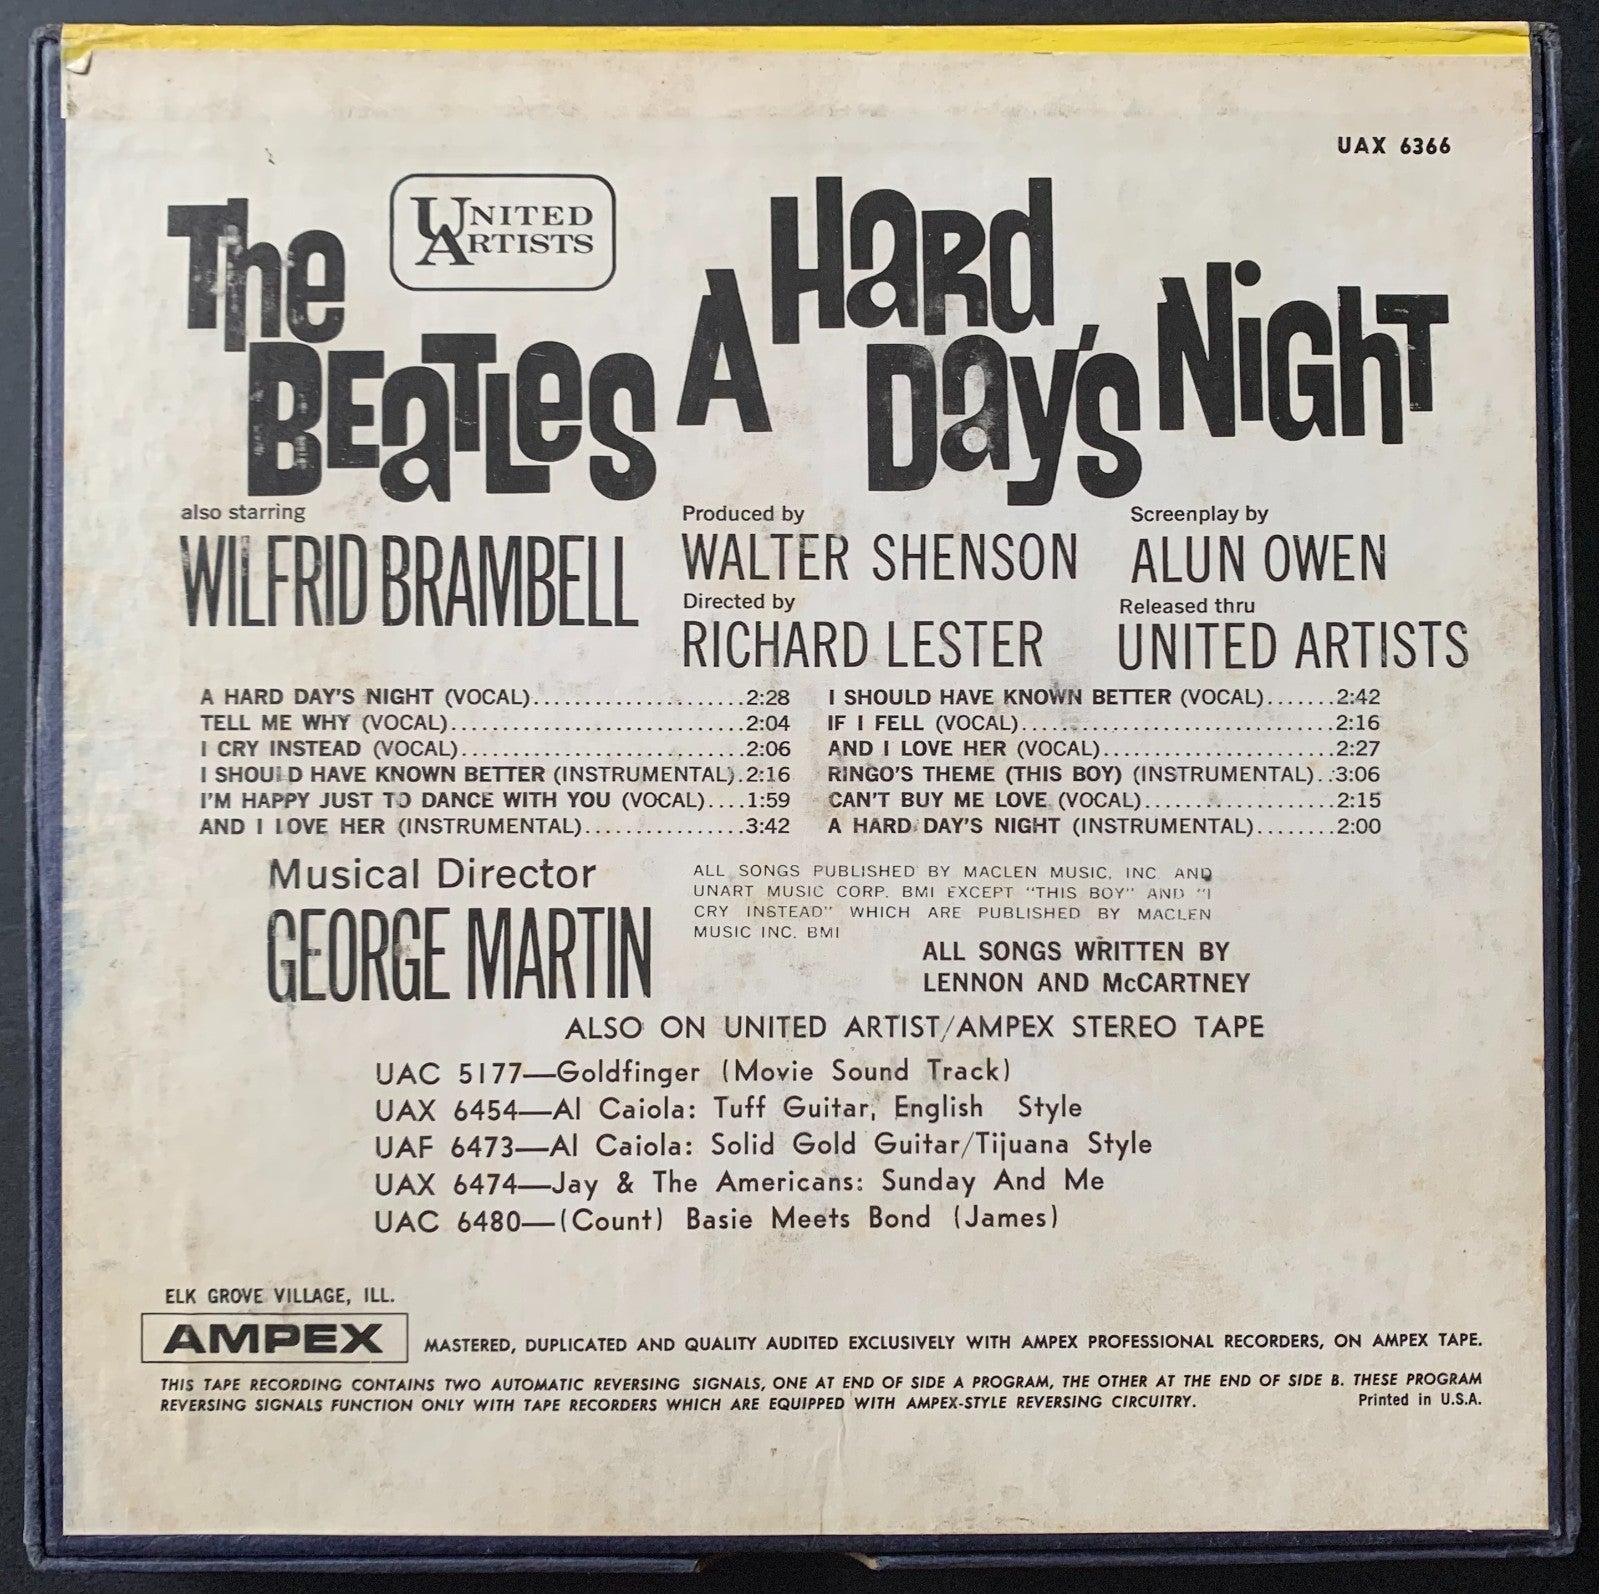 UAX 6366
UNITED ARTISTS
The BEATLES
A HARD DAY'S NIGHT
also starring
WILFRID BRAMBELL
Produced by
WALTER SHENSON
Directed by
RICHARD LESTER
Screenplay by
ALUN OWEN
Released thru
UNITED ARTISTS
A HARD DAY'S NIGHT (VOCAL).....................2:28
TELL ME WHY (VOCAL).............................2:04
I CRY INSTEAD (VOCAL)............................2:06
I SHOULD HAVE KNOWN BETTER (INSTRUMENTAL).2:16
I'M HAPPY JUST TO DANCE WITH YOU (VOCAL)....1:59
AND I LOVE HER (INSTRUMENTAL)................3:42
I SHOULD HAVE KNOWN BETTER (VOCAL).......2:42
IF I FELL (VOCAL)..................................2:16
AND I LOVE HER (VOCAL).......................2:27
RINGO'S THEME (THIS BOY) (INSTRUMENTAL)...3:06
CAN'T BUY ME LOVE (VOCAL)...................2:15
A HARD DAY'S NIGHT (INSTRUMENTAL)........2:00
Musical Director
GEORGE MARTIN
ALL SONGS PUBLISHED BY MACLEN MUSIC, INC AND
UNART MUSIC CORP. BMI EXCEPT "THIS BOY" AND "I
CRY INSTEAD" WHICH ARE PUBLISHED BY MACLEN
MUSIC INC. BMI
ALL SONGS WRITTEN BY
LENNON AND McCARTNEY
ALSO ON UNITED ARTIST/AMPEX STEREO TAPE
UAC 5177—Goldfinger (Movie Sound Track)
UAX 6454—Al Caiola: Tuff Guitar, English Style
UAF 6473—Al Caiola: Solid Gold Guitar/Tijuana Style
UAX 6474—Jay & The Americans: Sunday And Me
UAC 6480—(Count) Basie Meets Bond (James)
ELK GROVE VILLAGE, ILL.
AMPEX MASTERED, DUPLICATED AND QUALITY AUDITED EXCLUSIVELY WITH AMPEX PROFESSIONAL RECORDERS, ON AMPEX TAPE.
THIS TAPE RECORDING CONTAINS TWO AUTOMATIC REVERSING SIGNALS, ONE AT END OF SIDE A PROGRAM, THE OTHER AT THE END OF SIDE B. THESE PROGRAM
REVERSING SIGNALS FUNCTION ONLY WITH TAPE RECORDERS WHICH ARE EQUIPPED WITH AMPEX-STYLE REVERSING CIRCUITRY. Printed in U.S.A.